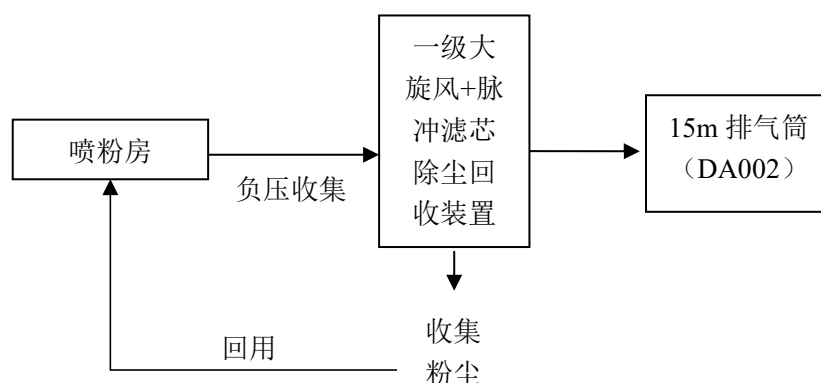 喷粉房
负压收集
一级大
旋风+脉
冲滤芯
除尘回
收装置
15m 排气筒
（DA002）
收集
粉尘
回用